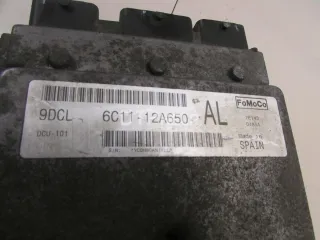 FoMoCo
9DCL 6C11-12A650- AL
DCU-101
SPAIN